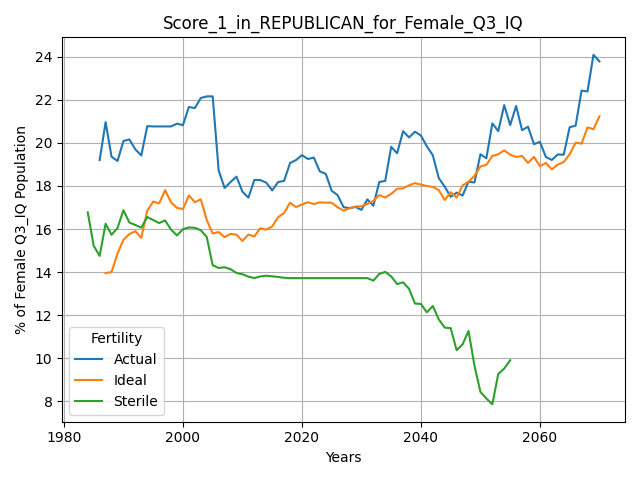 Score_1_in_REPUBLICAN_for_Female_Q3_IQ
% of Female Q3_IQ Population
24
22
20
18
16
14
12
10
8
Fertility
Actual
Ideal
Sterile
1980 2000 2020 2040 2060
Years